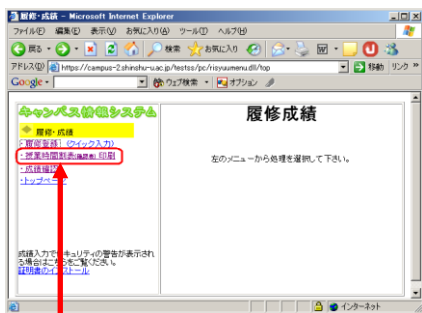 履修・成績 - Microsoft Internet Explorer
ファイル(F) 編集(E) 表示(V) お気に入り(A) ツール(T) ヘルプ(H)
戻る 検索 お気に入り
アドレス(D) https://campus-2.shinshu-u.ac.jp/testss/pc/risyuumenu.dll/top 移動 リンク »
Google ウェブ検索 オプション
キャンパス情報システム
履修・成績
・履修登録 (クイック入力)
・授業時間割表(確認表)印刷
・成績確認
・トップページ
成績入力でセキュリティの警告が表示され
る場合はこちらをご覧ください。
証明書のインストール
履修成績
左のメニューから処理を選択して下さい。
インターネット